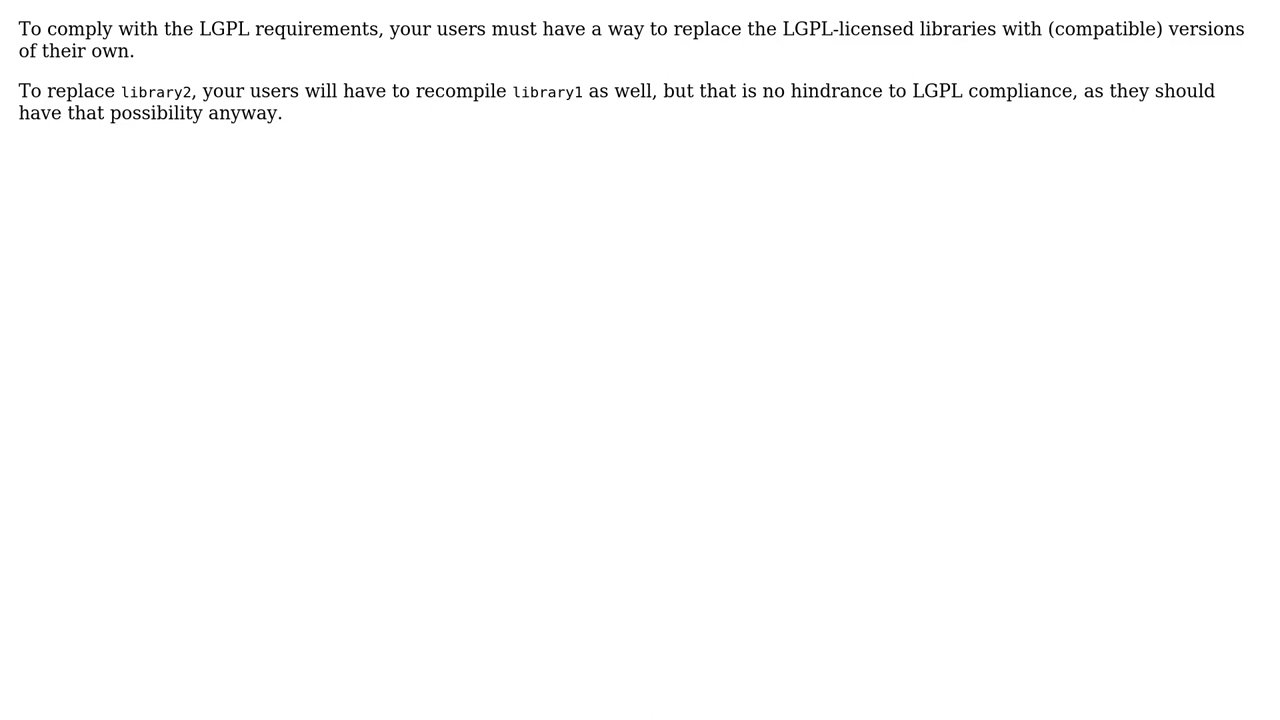 To comply with the LGPL requirements, your users must have a way to replace the LGPL-licensed libraries with (compatible) versions
of their own.
To replace library2, your users will have to recompile library1 as well, but that is no hindrance to LGPL compliance, as they should
have that possibility anyway.